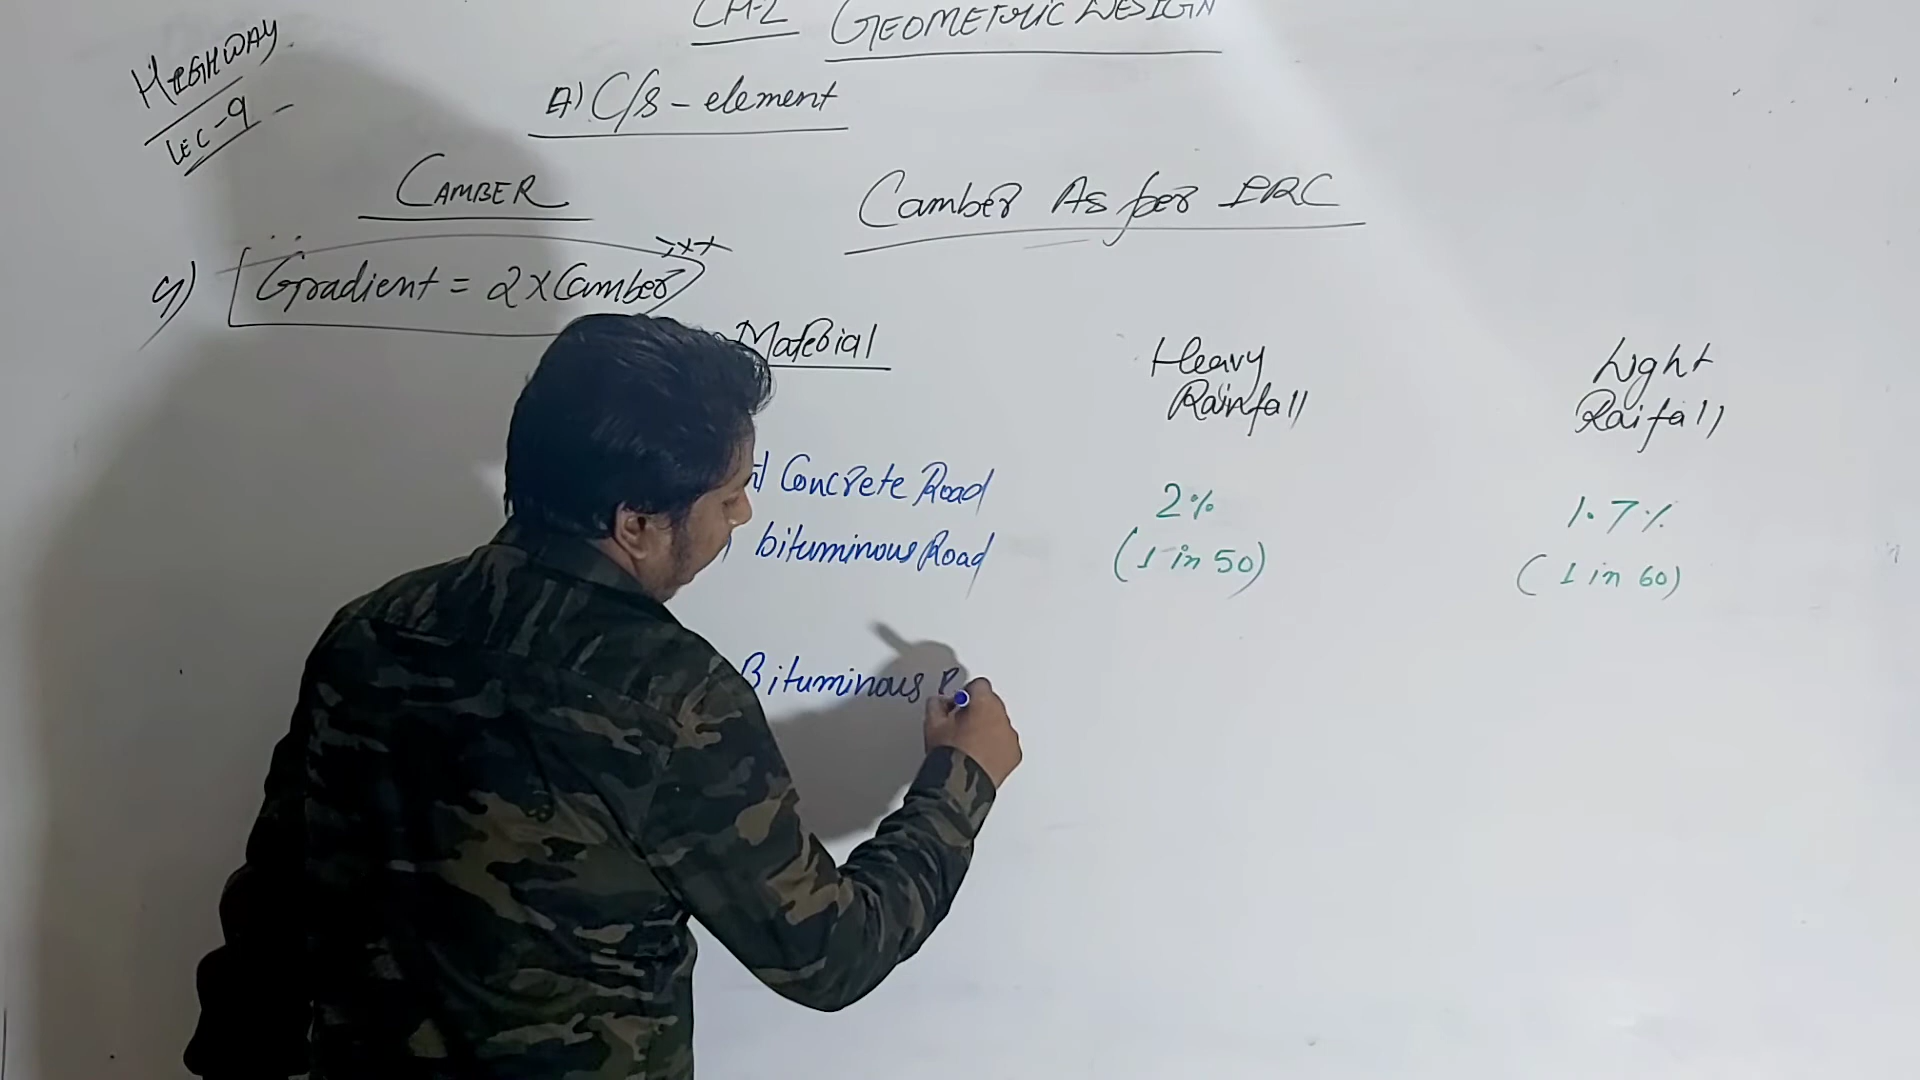 CH-2 GEOMETRIC DESIGN
HIGHWAY
LEC-9
A) C/s - element
CAMBER
Camber As per IRC
Gradient = 2 x Camber
Material
Heavy Rainfall
Light Raifall
Concrete Road
2%
1.7%
bituminous Road
(1 in 50)
(1 in 60)
Bituminous